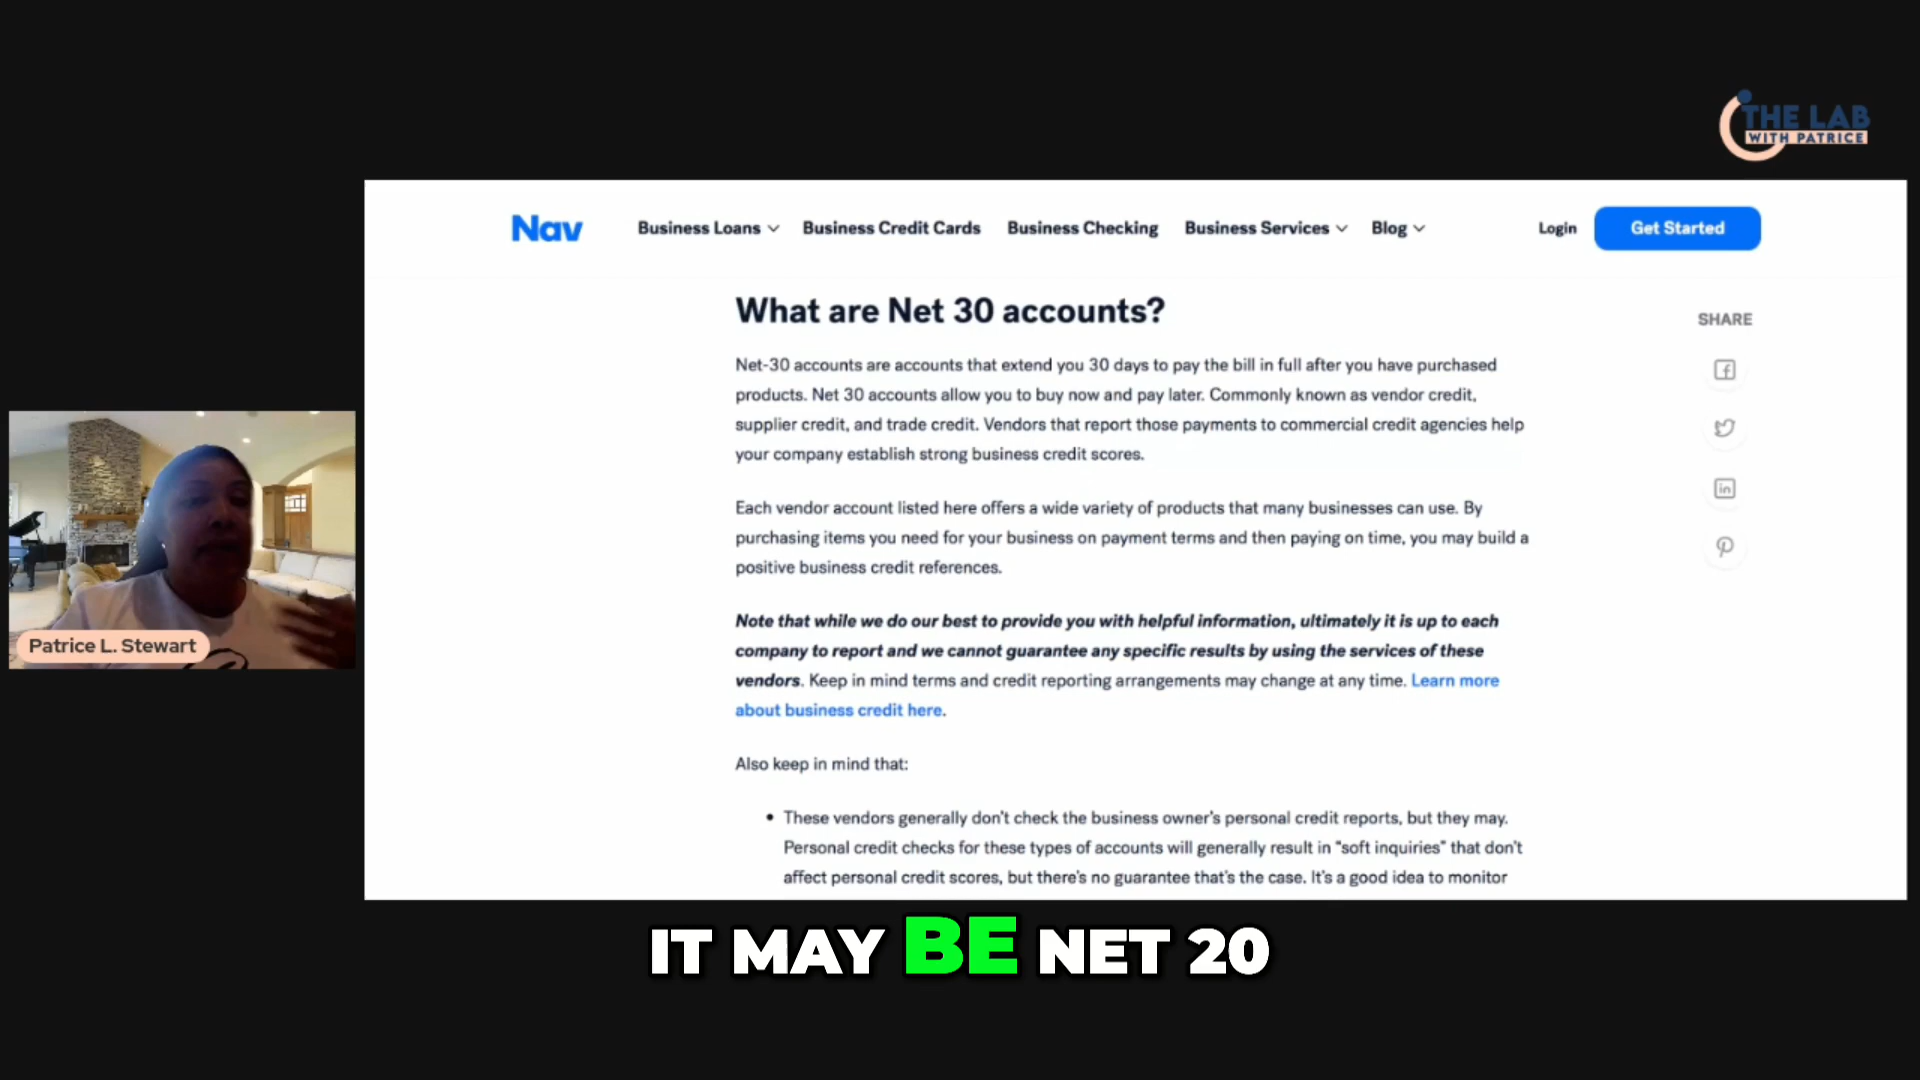 THE LAB
WITH PATRICE
Nav
Business Loans
Business Credit Cards
Business Checking
Business Services
Blog
Login
Get Started
What are Net 30 accounts?
SHARE
Net-30 accounts are accounts that extend you 30 days to pay the bill in full after you have purchased
products. Net 30 accounts allow you to buy now and pay later. Commonly known as vendor credit,
supplier credit, and trade credit. Vendors that report those payments to commercial credit agencies help
your company establish strong business credit scores.
Each vendor account listed here offers a wide variety of products that many businesses can use. By
purchasing items you need for your business on payment terms and then paying on time, you may build a
positive business credit references.
Note that while we do our best to provide you with helpful information, ultimately it is up to each
company to report and we cannot guarantee any specific results by using the services of these
vendors. Keep in mind terms and credit reporting arrangements may change at any time. Learn more
about business credit here.
Also keep in mind that:
• These vendors generally don't check the business owner's personal credit reports, but they may.
Personal credit checks for these types of accounts will generally result in "soft inquiries" that don't
affect personal credit scores, but there's no guarantee that's the case. It's a good idea to monitor
Patrice L. Stewart
IT MAY BE NET 20